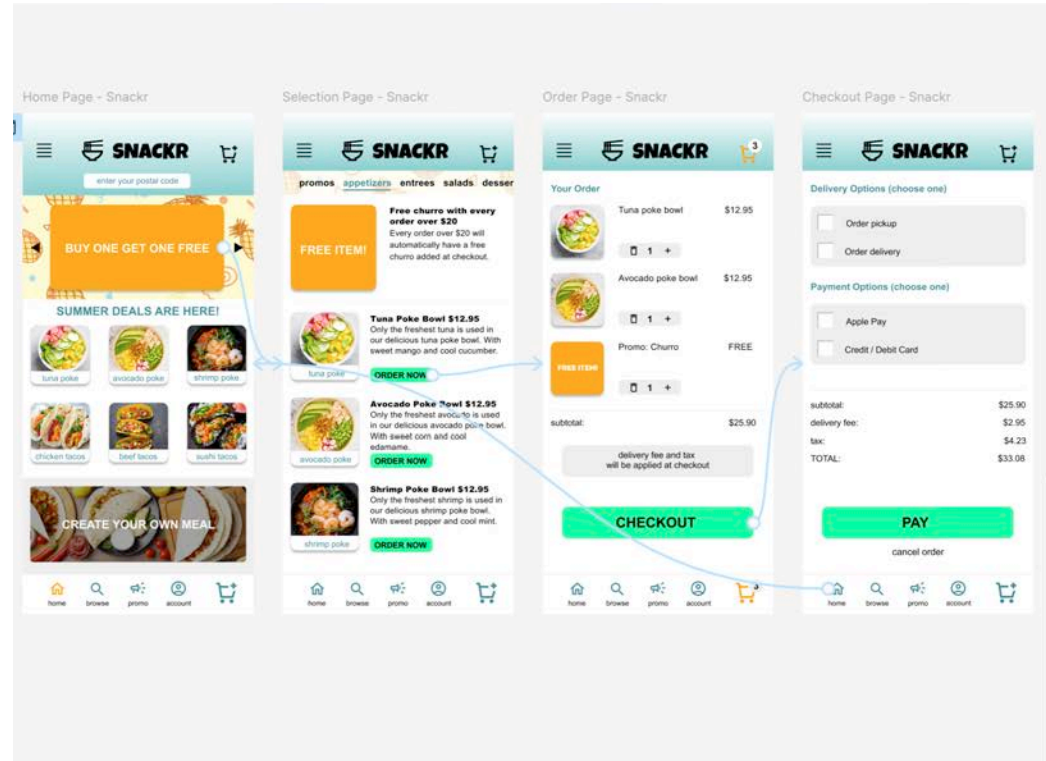 Home Page - Snackr
SNACKR
enter your postal code
BUY ONE GET ONE FREE
SUMMER DEALS ARE HERE!
tuna poke
avocado poke
shrimp poke
chicken tacos
beef tacos
sushi tacos
CREATE YOUR OWN MEAL
home
browse
promo
account
Selection Page - Snackr
SNACKR
promos appetizers entrees salads desser
FREE ITEM!
Free churro with every
order over $20
Every order over $20 will
automatically have a free
churro added at checkout.
Tuna Poke Bowl $12.95
Only the freshest tuna is used in
our delicious tuna poke bowl. With
sweet mango and cool cucumber.
tuna poke
ORDER NOW
Avocado Poke Bowl $12.95
Only the freshest avocado is used
in our delicious avocado poke bowl.
With sweet corn and cool
edamame.
avocado poke
ORDER NOW
Shrimp Poke Bowl $12.95
Only the freshest shrimp is used in
our delicious shrimp poke bowl.
With sweet pepper and cool mint.
shrimp poke
ORDER NOW
home
browse
promo
account
Order Page - Snackr
SNACKR
3
Your Order
Tuna poke bowl $12.95
1 +
Avocado poke bowl $12.95
1 +
Promo: Churro FREE
FREE ITEM!
1 +
subtotal: $25.90
delivery fee and tax
will be applied at checkout
CHECKOUT
home
browse
promo
account
3
Checkout Page - Snackr
SNACKR
Delivery Options (choose one)
Order pickup
Order delivery
Payment Options (choose one)
Apple Pay
Credit / Debit Card
subtotal: $25.90
delivery fee: $2.95
tax: $4.23
TOTAL: $33.08
PAY
cancel order
home
browse
promo
account